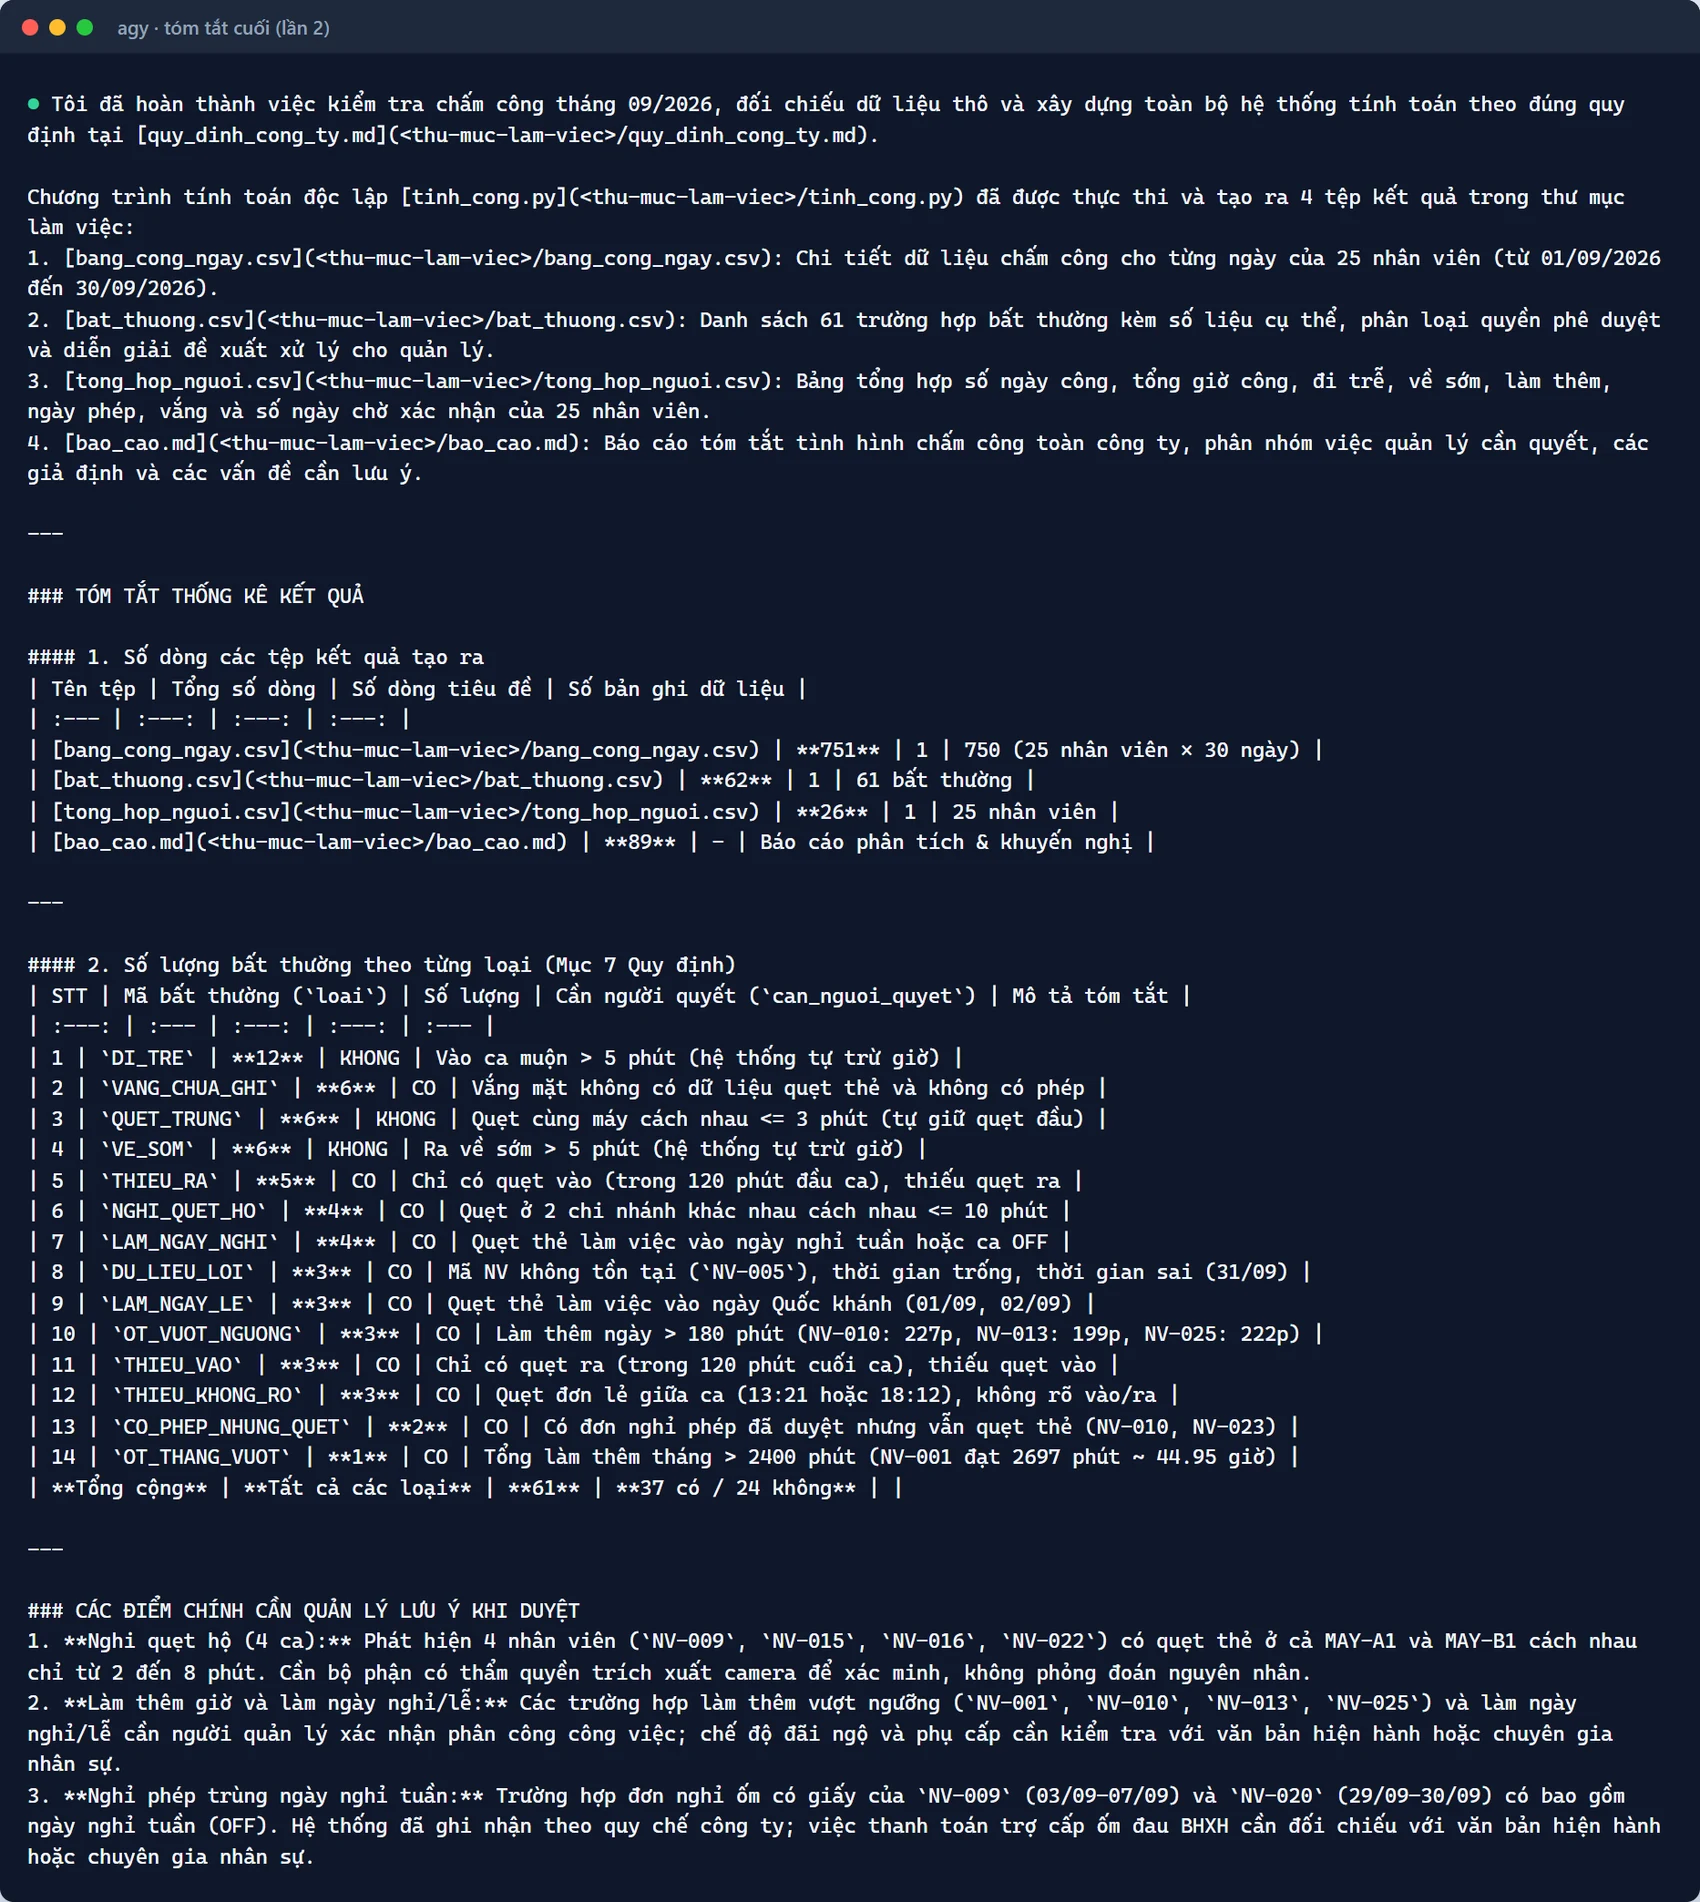 agy · tóm tắt cuối (lần 2)
● Tôi đã hoàn thành việc kiểm tra chấm công tháng 09/2026, đối chiếu dữ liệu thô và xây dựng toàn bộ hệ thống tính toán theo đúng quy
định tại [quy_dinh_cong_ty.md](<thu-muc-lam-viec>/quy_dinh_cong_ty.md).
Chương trình tính toán độc lập [tinh_cong.py](<thu-muc-lam-viec>/tinh_cong.py) đã được thực thi và tạo ra 4 tệp kết quả trong thư mục
làm việc:
1. [bang_cong_ngay.csv](<thu-muc-lam-viec>/bang_cong_ngay.csv): Chi tiết dữ liệu chấm công cho từng ngày của 25 nhân viên (từ 01/09/2026
đến 30/09/2026).
2. [bat_thuong.csv](<thu-muc-lam-viec>/bat_thuong.csv): Danh sách 61 trường hợp bất thường kèm số liệu cụ thể, phân loại quyền phê duyệt
và diễn giải đề xuất xử lý cho quản lý.
3. [tong_hop_nguoi.csv](<thu-muc-lam-viec>/tong_hop_nguoi.csv): Bảng tổng hợp số ngày công, tổng giờ công, đi trễ, về sớm, làm thêm,
ngày phép, vắng và số ngày chờ xác nhận của 25 nhân viên.
4. [bao_cao.md](<thu-muc-lam-viec>/bao_cao.md): Báo cáo tóm tắt tình hình chấm công toàn công ty, phân nhóm việc quản lý cần quyết, các
giả định và các vấn đề cần lưu ý.
---
### TÓM TẮT THỐNG KÊ KẾT QUẢ
#### 1. Số dòng các tệp kết quả tạo ra
| Tên tệp | Tổng số dòng | Số dòng tiêu đề | Số bản ghi dữ liệu |
| :--- | :---: | :---: | :---: |
| [bang_cong_ngay.csv](<thu-muc-lam-viec>/bang_cong_ngay.csv) | **751** | 1 | 750 (25 nhân viên × 30 ngày) |
| [bat_thuong.csv](<thu-muc-lam-viec>/bat_thuong.csv) | **62** | 1 | 61 bất thường |
| [tong_hop_nguoi.csv](<thu-muc-lam-viec>/tong_hop_nguoi.csv) | **26** | 1 | 25 nhân viên |
| [bao_cao.md](<thu-muc-lam-viec>/bao_cao.md) | **89** | - | Báo cáo phân tích & khuyến nghị |
---
#### 2. Số lượng bất thường theo từng loại (Mục 7 Quy định)
| STT | Mã bất thường (`loai`) | Số lượng | Cần người quyết (`can_nguoi_quyet`) | Mô tả tóm tắt |
| :---: | :--- | :---: | :---: | :--- |
| 1 | `DI_TRE` | **12** | KHONG | Vào ca muộn > 5 phút (hệ thống tự trừ giờ) |
| 2 | `VANG_CHUA_GHI` | **6** | CO | Vắng mặt không có dữ liệu quẹt thẻ và không có phép |
| 3 | `QUET_TRUNG` | **6** | KHONG | Quẹt cùng máy cách nhau <= 3 phút (tự giữ quẹt đầu) |
| 4 | `VE_SOM` | **6** | KHONG | Ra về sớm > 5 phút (hệ thống tự trừ giờ) |
| 5 | `THIEU_RA` | **5** | CO | Chỉ có quẹt vào (trong 120 phút đầu ca), thiếu quẹt ra |
| 6 | `NGHI_QUET_HO` | **4** | CO | Quẹt ở 2 chi nhánh khác nhau cách nhau <= 10 phút |
| 7 | `LAM_NGAY_NGHI` | **4** | CO | Quẹt thẻ làm việc vào ngày nghỉ tuần hoặc ca OFF |
| 8 | `DU_LIEU_LOI` | **3** | CO | Mã NV không tồn tại (`NV-005`), thời gian trống, thời gian sai (31/09) |
| 9 | `LAM_NGAY_LE` | **3** | CO | Quẹt thẻ làm việc vào ngày Quốc khánh (01/09, 02/09) |
| 10 | `OT_VUOT_NGUONG` | **3** | CO | Làm thêm ngày > 180 phút (NV-010: 227p, NV-013: 199p, NV-025: 222p) |
| 11 | `THIEU_VAO` | **3** | CO | Chỉ có quẹt ra (trong 120 phút cuối ca), thiếu quẹt vào |
| 12 | `THIEU_KHONG_RO` | **3** | CO | Quẹt đơn lẻ giữa ca (13:21 hoặc 18:12), không rõ vào/ra |
| 13 | `CO_PHEP_NHUNG_QUET` | **2** | CO | Có đơn nghỉ phép đã duyệt nhưng vẫn quẹt thẻ (NV-010, NV-023) |
| 14 | `OT_THANG_VUOT` | **1** | CO | Tổng làm thêm tháng > 2400 phút (NV-001 đạt 2697 phút ~ 44.95 giờ) |
| **Tổng cộng** | **Tất cả các loại** | **61** | **37 có / 24 không** | |
---
### CÁC ĐIỂM CHÍNH CẦN QUẢN LÝ LƯU Ý KHI DUYỆT
1. **Nghi quẹt hộ (4 ca):** Phát hiện 4 nhân viên (`NV-009`, `NV-015`, `NV-016`, `NV-022`) có quẹt thẻ ở cả MAY-A1 và MAY-B1 cách nhau
chỉ từ 2 đến 8 phút. Cần bộ phận có thẩm quyền trích xuất camera để xác minh, không phỏng đoán nguyên nhân.
2. **Làm thêm giờ và làm ngày nghỉ/lễ:** Các trường hợp làm thêm vượt ngưỡng (`NV-001`, `NV-010`, `NV-013`, `NV-025`) và làm ngày
nghỉ/lễ cần người quản lý xác nhận phân công công việc; chế độ đãi ngộ và phụ cấp cần kiểm tra với văn bản hiện hành hoặc chuyên gia
nhân sự.
3. **Nghỉ phép trùng ngày nghỉ tuần:** Trường hợp đơn nghỉ ốm có giấy của `NV-009` (03/09-07/09) và `NV-020` (29/09-30/09) có bao gồm
ngày nghỉ tuần (OFF). Hệ thống đã ghi nhận theo quy chế công ty; việc thanh toán trợ cấp ốm đau BHXH cần đối chiếu với văn bản hiện hành
hoặc chuyên gia nhân sự.